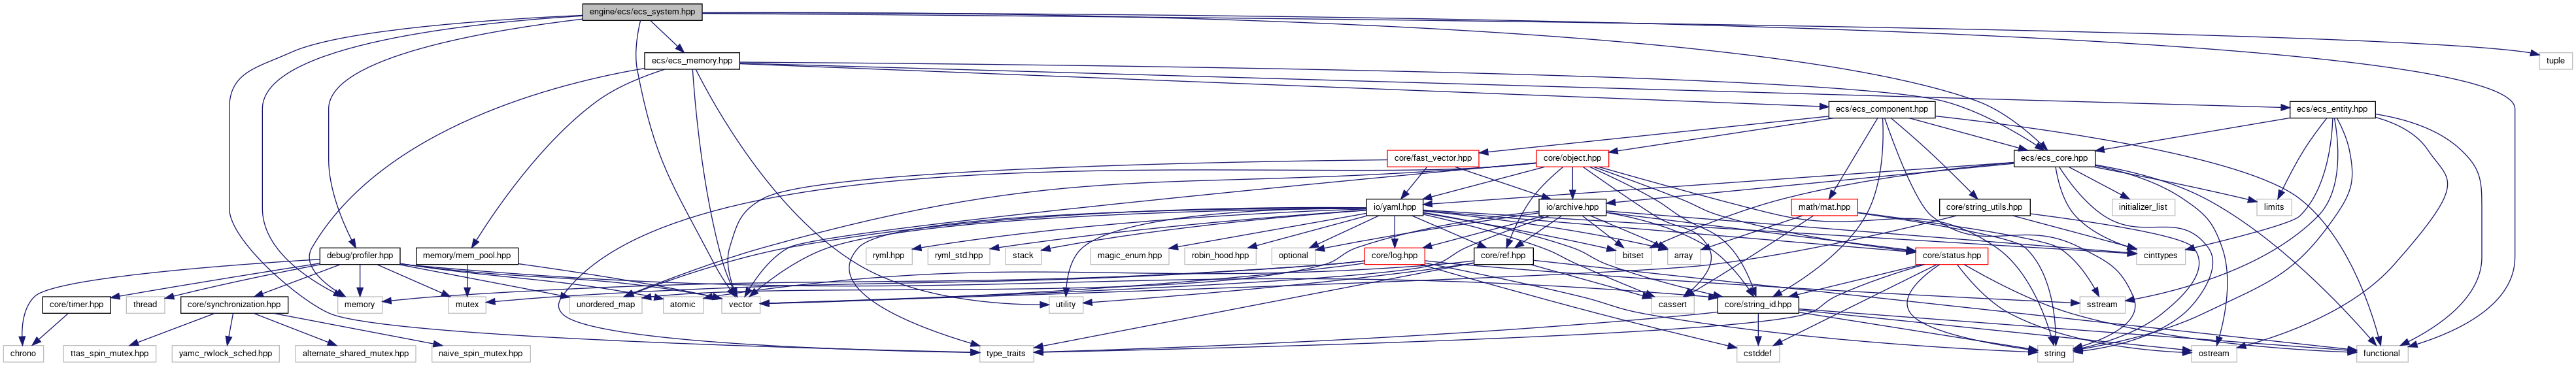 engine/ecs/ecs_system.hpp
ecs/ecs_memory.hpp
tuple
ecs/ecs_component.hpp
ecs/ecs_entity.hpp
core/fast_vector.hpp
core/object.hpp
ecs/ecs_core.hpp
io/yaml.hpp
io/archive.hpp
math/mat.hpp
core/string_utils.hpp
initializer_list
limits
debug/profiler.hpp
memory/mem_pool.hpp
ryml.hpp
ryml_std.hpp
stack
magic_enum.hpp
robin_hood.hpp
optional
core/log.hpp
core/ref.hpp
bitset
array
core/status.hpp
cinttypes
core/timer.hpp
thread
core/synchronization.hpp
memory
mutex
unordered_map
atomic
vector
utility
cassert
core/string_id.hpp
sstream
chrono
ttas_spin_mutex.hpp
yamc_rwlock_sched.hpp
alternate_shared_mutex.hpp
naive_spin_mutex.hpp
type_traits
cstddef
string
ostream
functional